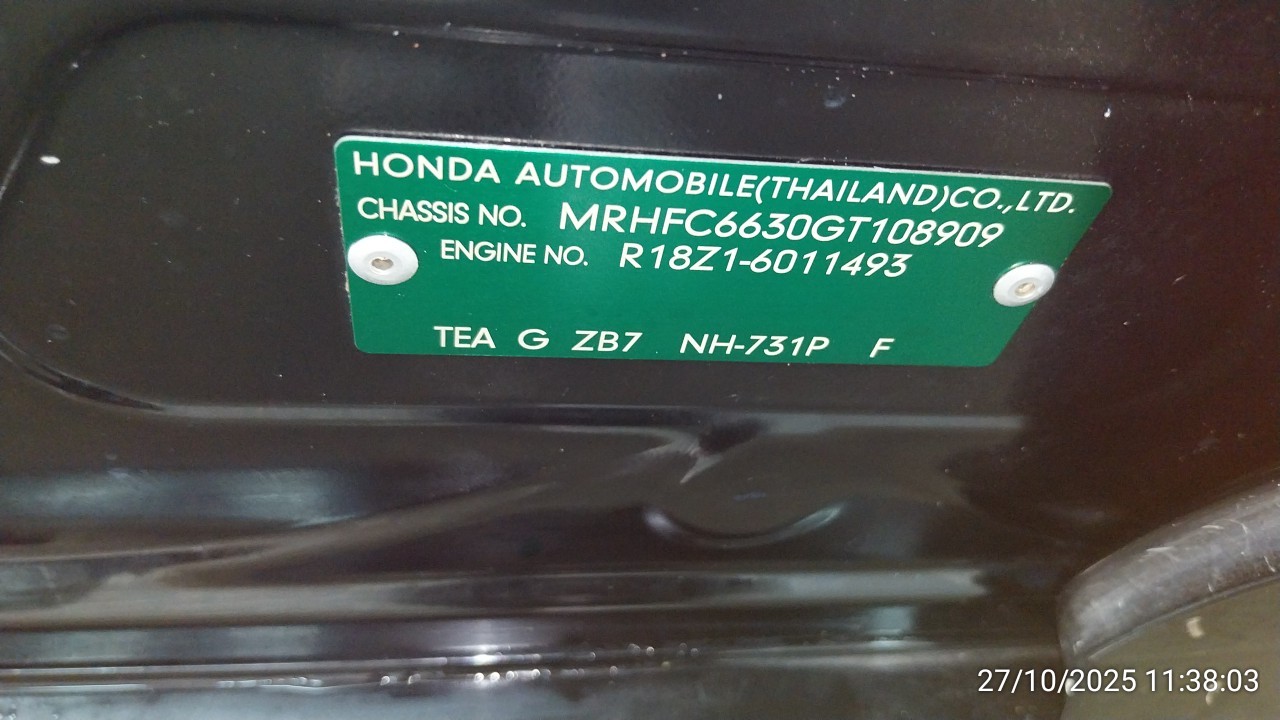 HONDA AUTOMOBILE(THAILAND)CO.,LTD.
CHASSIS NO. MRHFC6630GT108909
ENGINE NO. R18Z1-6011493
TEA G ZB7 NH-731P F
27/10/2025 11:38:03